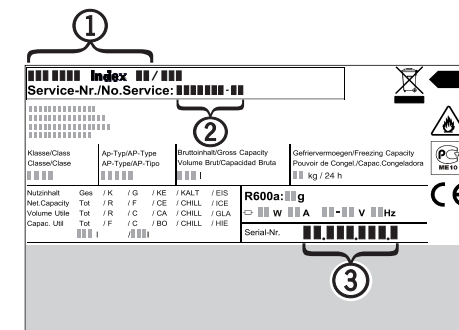 1
Index /
Service-Nr./No.Service: -
2
Klasse/Class
Classe/Clase
Ap-Typ/AP-Type
AP-Type/AP-Tipo
Bruttoinhalt/Gross Capacity
Volume Brut/Capacidad Bruta
l
Gefriervermoegen/Freezing Capacity
Pouvoir de Congel./Capac.Congeladora
kg / 24 h
PG
ME10
Nutzinhalt Ges / K / G / KE / KALT / EIS
Net.Capacity Tot / R / F / CE / CHILL / ICE
Volume Utile Tot / R / C / CA / CHILL / GLA
Capac. Util Tot / F / C / BO / CHILL / HIE
l / l
R600a: g
W A - V Hz
CE
Serial-Nr. . . .
3